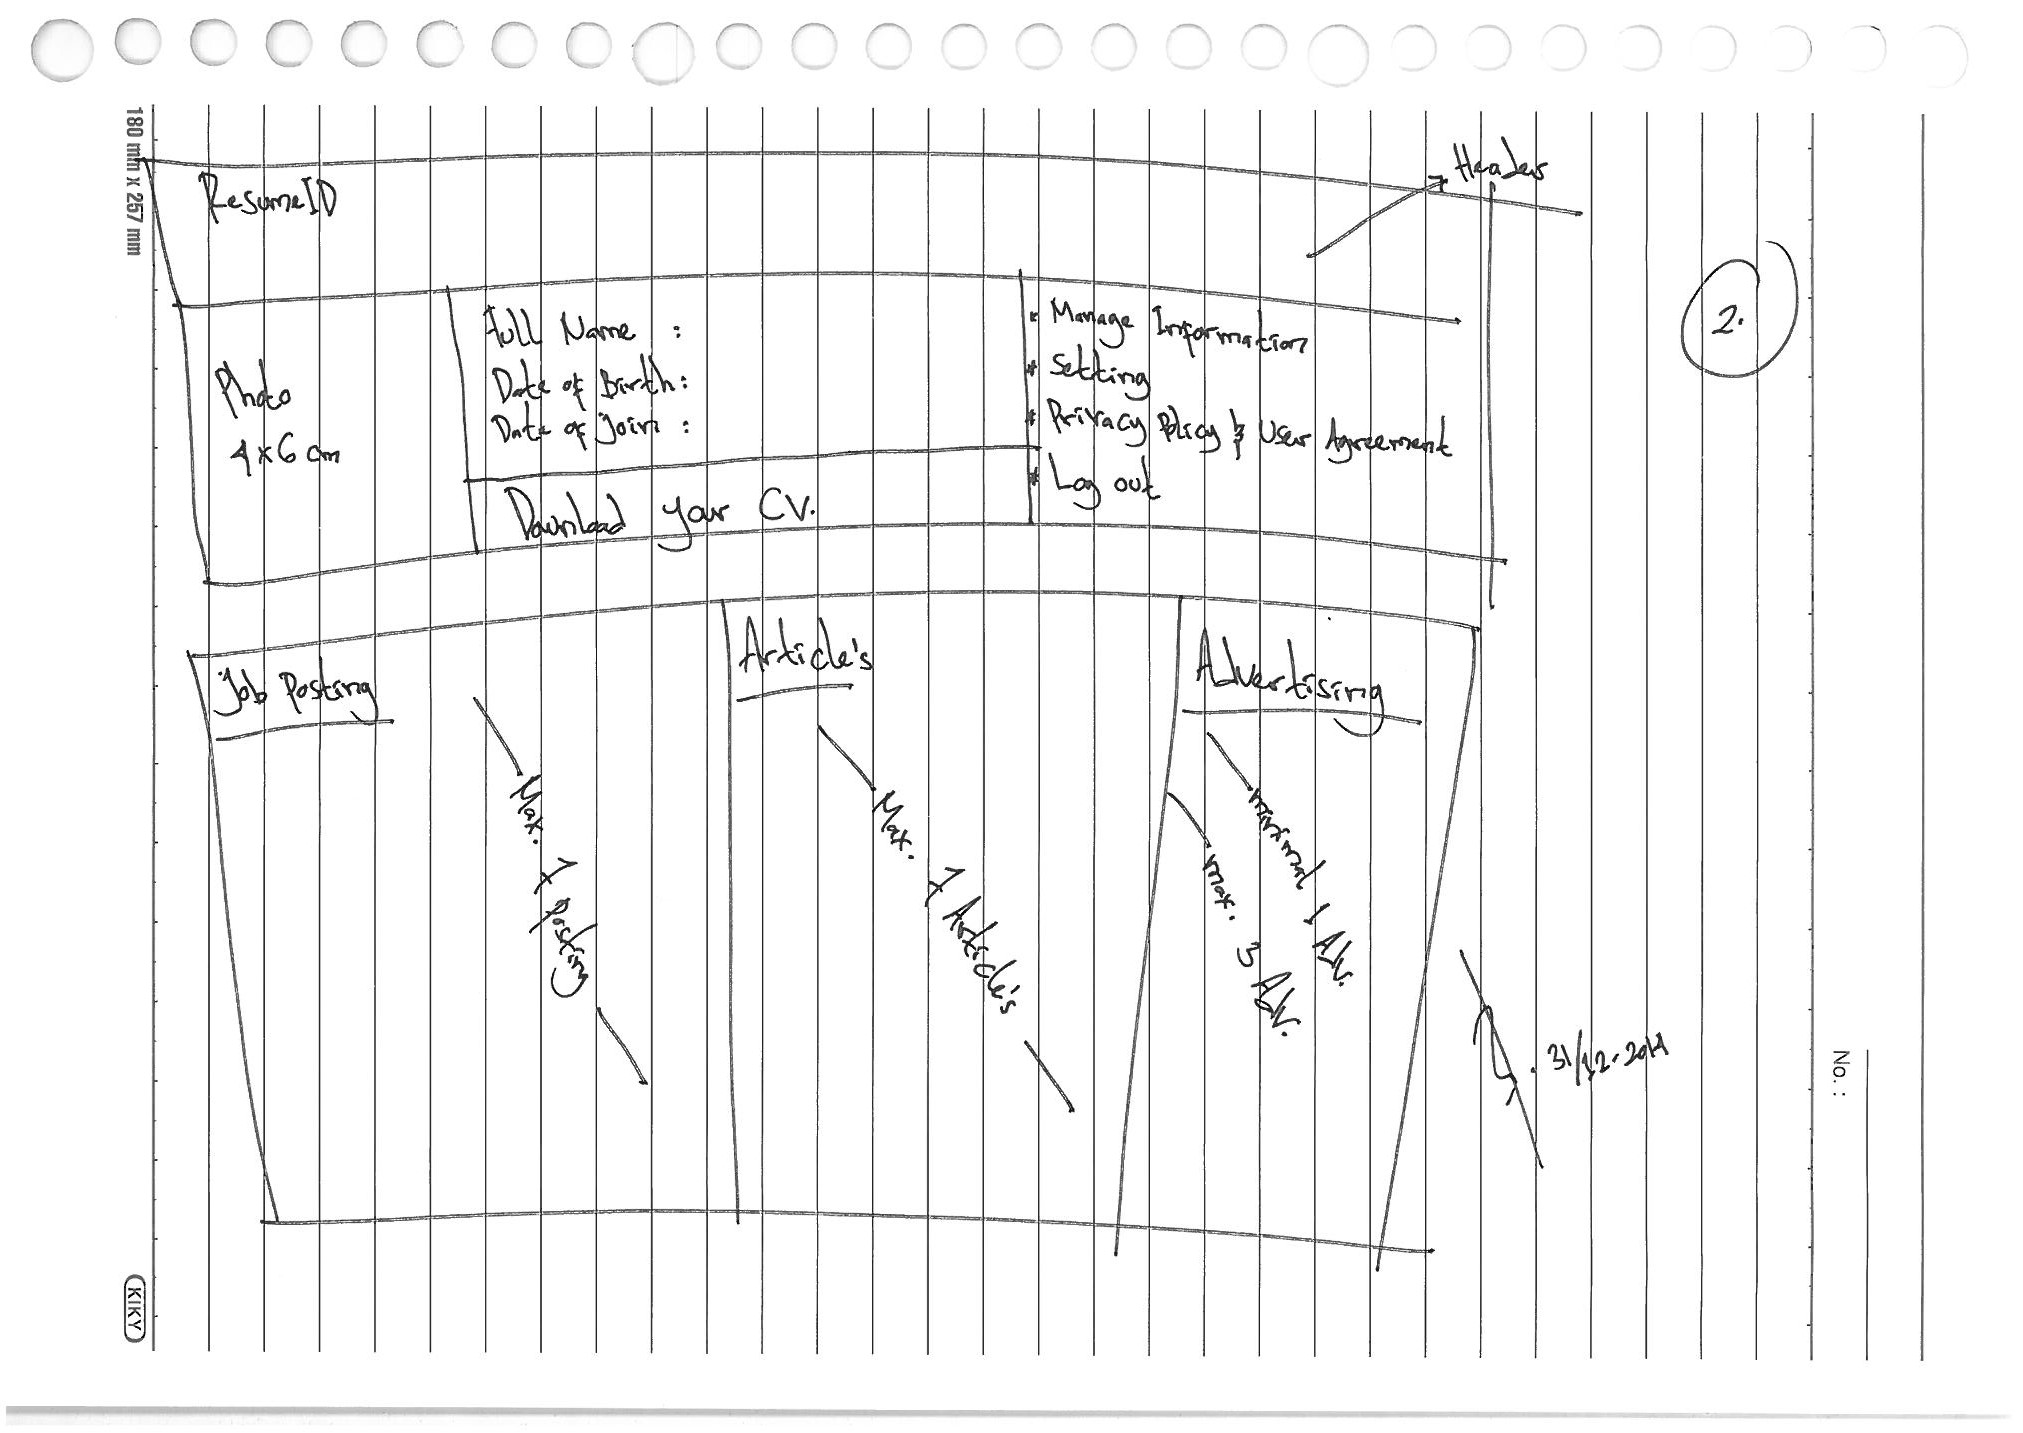 180 mm x 257 mm
Header
ResumeID
2.
Photo
4x6 cm
Full Name :
Date of Birth :
Date of Join :
Download your CV.
* Manage Information
* Setting
* Privacy Policy & User Agreement
* Log out
Job Posting
Max. 7 Posting
Article's
Max. 7 Article's
Advertising
minimal 1 Adv.
max. 3 Adv.
31/12-2014
No. :
KIKY